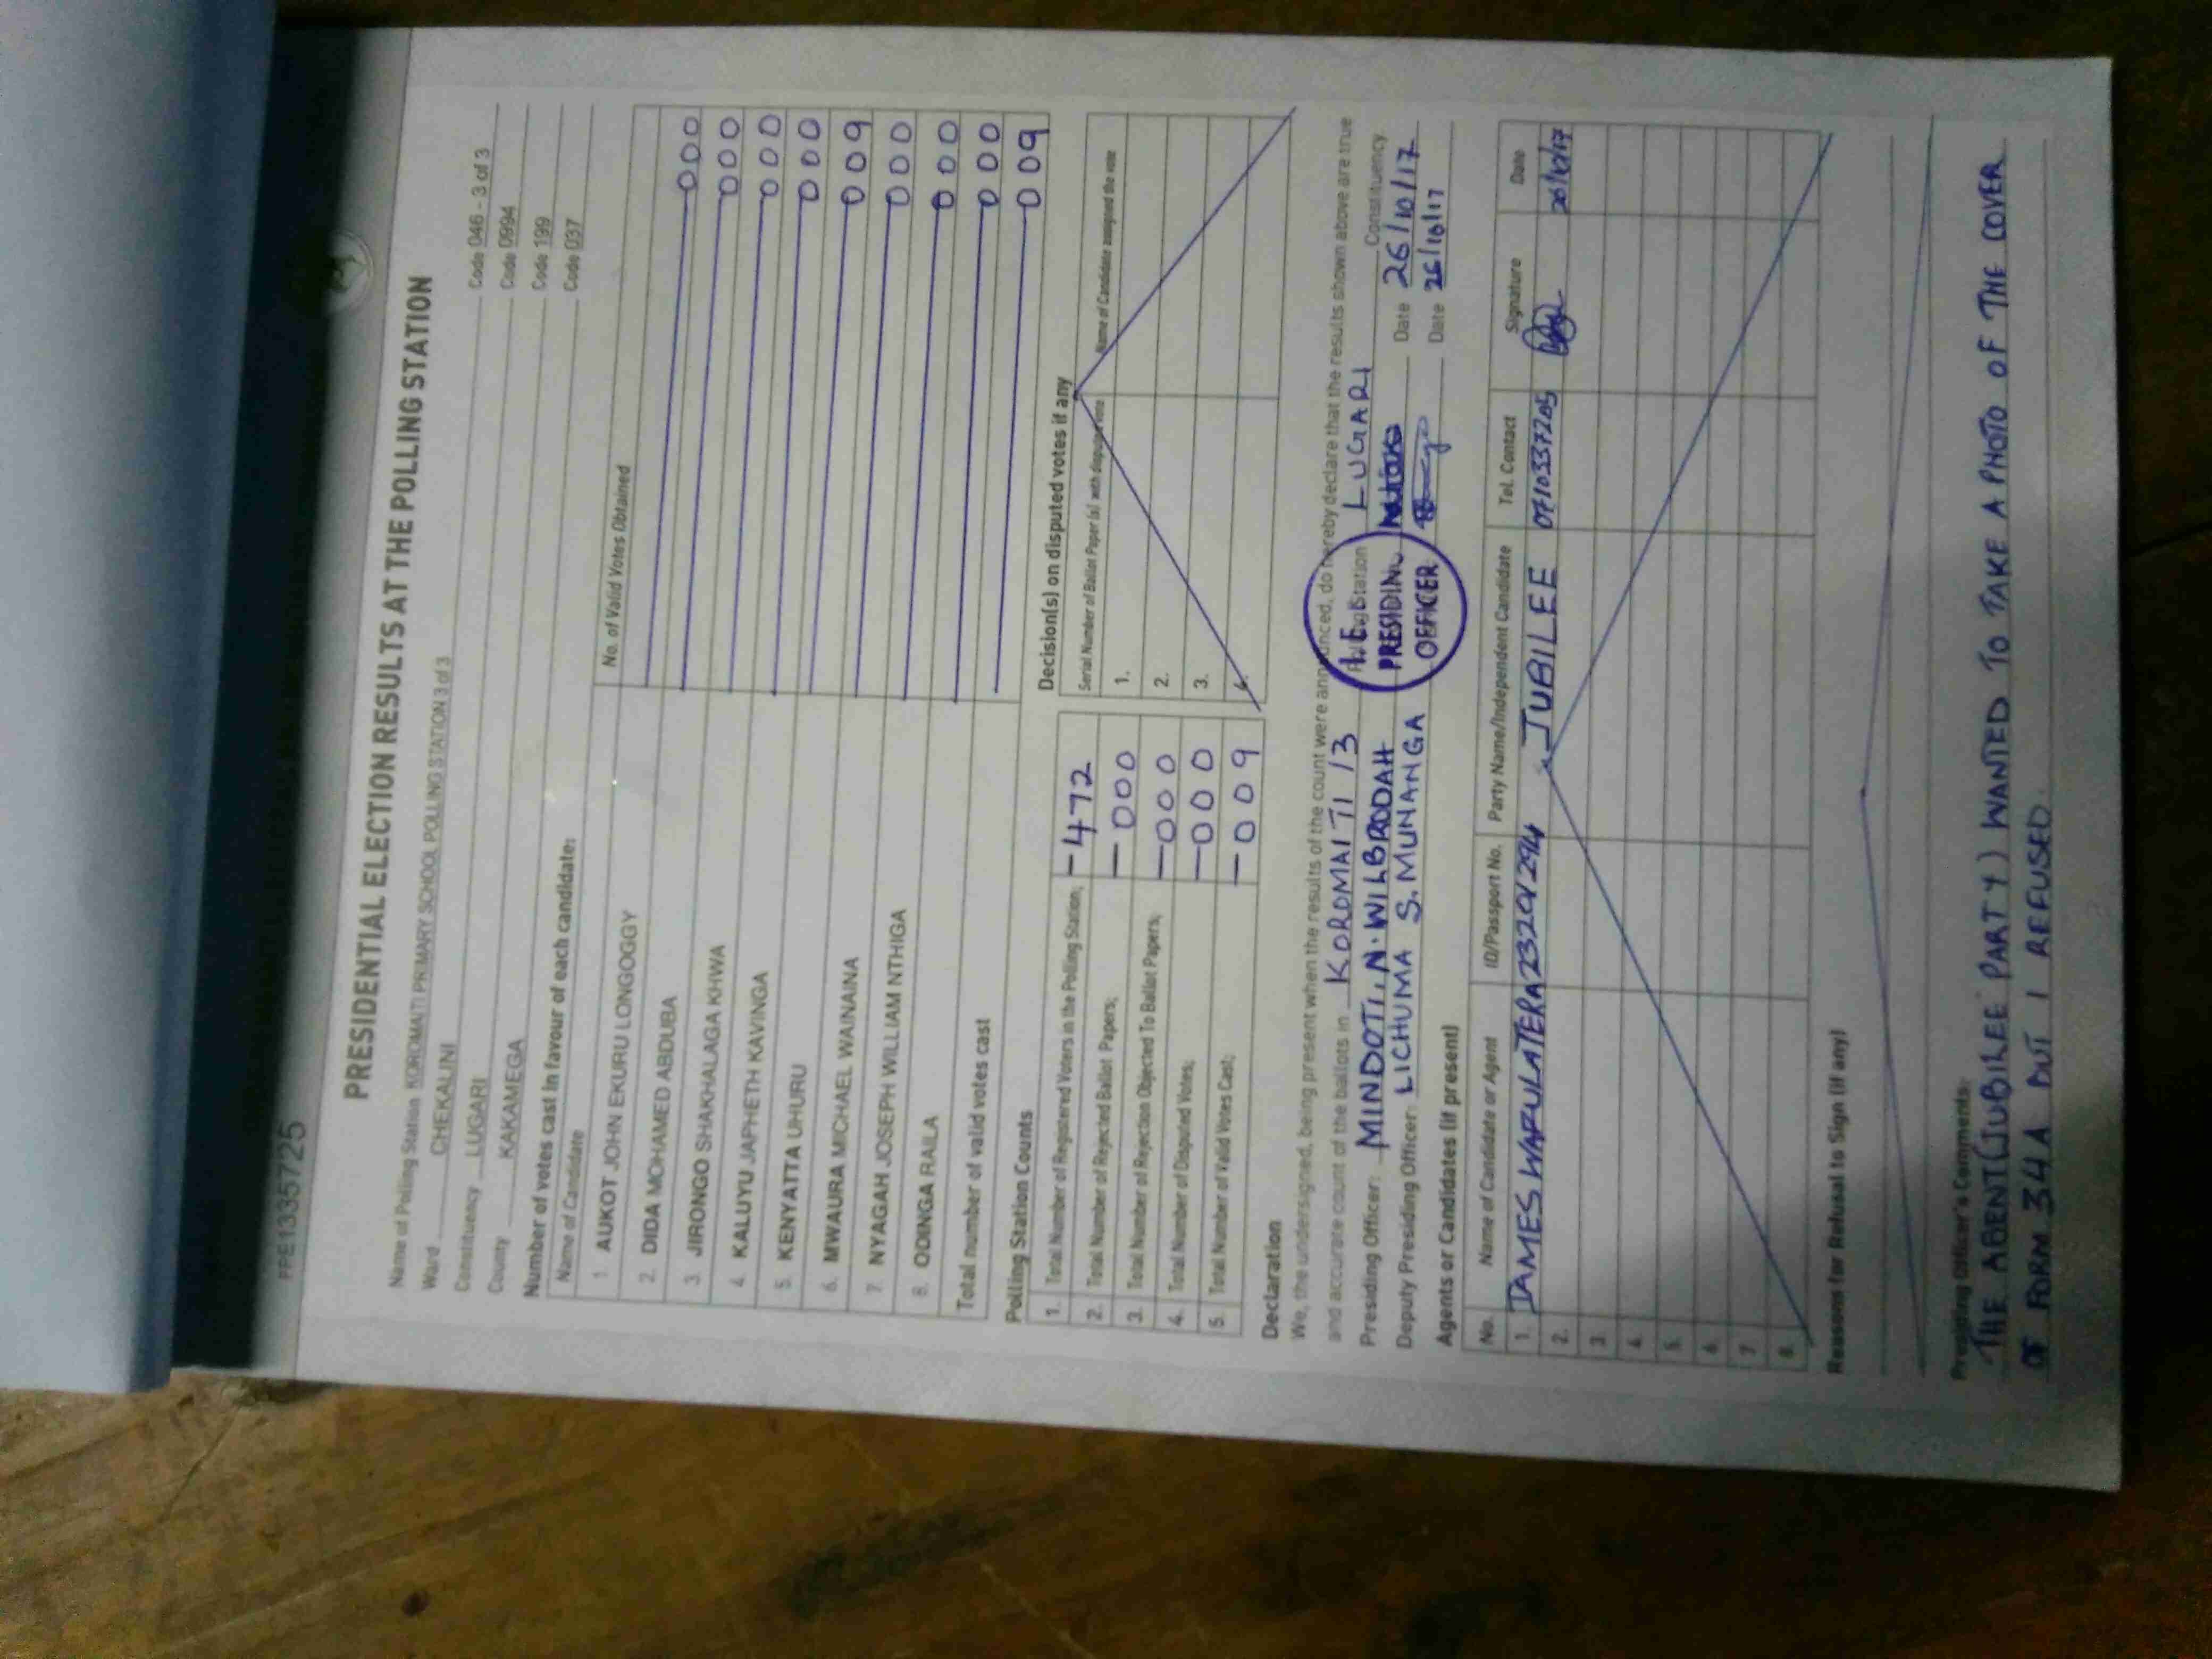 FPE1335725
PRESIDENTIAL ELECTION RESULTS AT THE POLLING STATION
Name of Polling Station KOROMAITI PRIMARY SCHOOL POLLING STATION 3 of 3 Code 046 - 3 of 3
Ward CHEKALINI Code 0994
Constituency LUGARI Code 199
County KAKAMEGA Code 037
Number of votes cast in favour of each candidate:
Name of Candidate No. of Valid Votes Obtained
1. AUKOT JOHN EKURU LONGOGGY 000
2. DIDA MOHAMED ABDUBA 000
3. JIRONGO SHAKHALAGA KHWA 000
4. KALUYU JAPHETH KAVINGA 000
5. KENYATTA UHURU 009
6. MWAURA MICHAEL WAINAINA 000
7. NYAGAH JOSEPH WILLIAM NTHIGA 000
8. ODINGA RAILA 000
Total number of valid votes cast 009
Polling Station Counts
1. Total Number of Registered Voters in the Polling Station; -472
2. Total Number of Rejected Ballot Papers; -000
3. Total Number of Rejection Objected To Ballot Papers; -000
4. Total Number of Disputed Votes; -000
5. Total Number of Valid Votes Cast; -009
Decision(s) on disputed votes if any
Serial Number of Ballot Paper(s) with disputed vote Name of Candidate assigned the vote
1.
2.
3.
4.
Declaration
We, the undersigned, being present when the results of the count were announced, do hereby declare that the results shown above are true
and accurate count of the ballots in KOROMAITI 13 Polling Station LUGARI Constituency
Presiding Officer: MINDOTI, N. WILBRODAH Date 26/10/17
Deputy Presiding Officer: LICHUMA S. MUNANGA Date 26/10/17
PRESIDING
OFFICER
Agents or Candidates (if present)
No. Name of Candidate or Agent ID/Passport No. Party Name/Independent Candidate Tel. Contact Signature Date
1. JAMES WAFULA TERA JUBILEE 26/10/17
2.
3.
4.
5.
6.
7.
8.
Reasons for Refusal to Sign (if any)
Presiding Officer's Comments:
THE AGENT (JUBILEE PARTY) WANTED TO TAKE A PHOTO OF THE COVER
OF FORM 34A BUT I REFUSED.